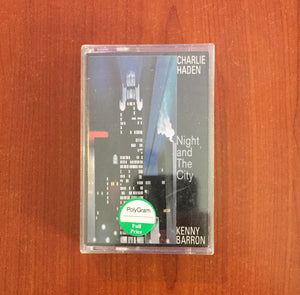 CHARLIE
HADEN
Night
and
The
City
PolyGram
Full
Price
KENNY
BARRON